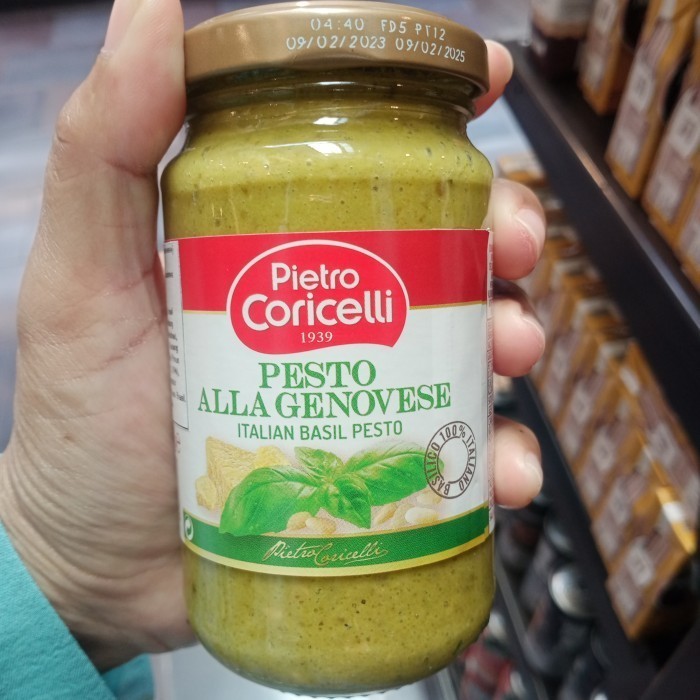 04:40 FD5 PT12
09/02/2023 09/02/2025
Pietro
Coricelli
1939
PESTO
ALLA GENOVESE
ITALIAN BASIL PESTO
BASILICO 100% ITALIANO
Pietro Coricelli